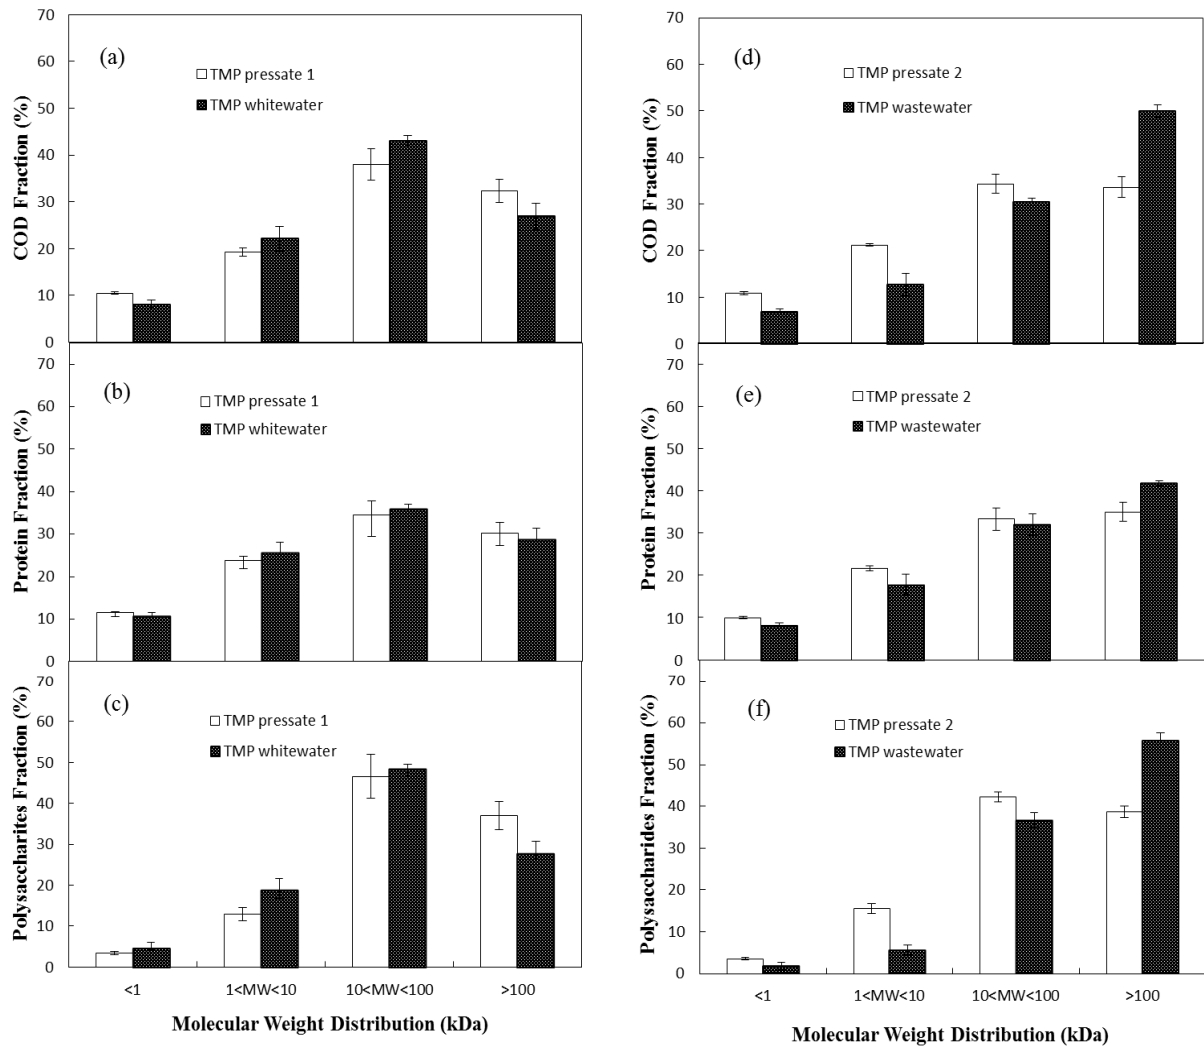 (a)
TMP pressate 1
TMP whitewater
COD Fraction (%)
70
60
50
40
30
20
10
0
(b)
TMP pressate 1
TMP whitewater
Protein Fraction (%)
70
60
50
40
30
20
10
0
(c)
TMP pressate 1
TMP whitewater
Polysaccharites Fraction (%)
70
60
50
40
30
20
10
0
<1
1<MW<10
10<MW<100
>100
Molecular Weight Distribution (kDa)
(d)
TMP pressate 2
TMP wastewater
COD Fraction (%)
70
60
50
40
30
20
10
0
(e)
TMP pressate 2
TMP wastewater
Protein Fraction (%)
70
60
50
40
30
20
10
0
(f)
TMP pressate 2
TMP wastewater
Polysaccharides Fraction (%)
70
60
50
40
30
20
10
0
<1
1<MW<10
10<MW<100
>100
Molecular Weight Distribution (kDa)